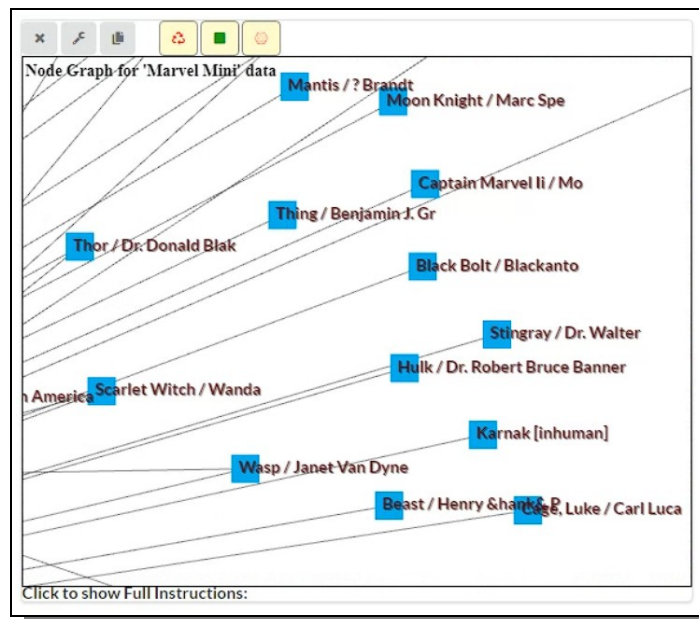 Node Graph for 'Marvel Mini' data
Mantis / ? Brandt
Moon Knight / Marc Spe
Captain Marvel Ii / Mo
Thing / Benjamin J. Gr
Thor / Dr. Donald Blak
Black Bolt / Blackanto
Stingray / Dr. Walter
Hulk / Dr. Robert Bruce Banner
America
Scarlet Witch / Wanda
Karnak [inhuman]
Wasp / Janet Van Dyne
Beast / Henry &hank& P
Cage, Luke / Carl Luca
Click to show Full Instructions: